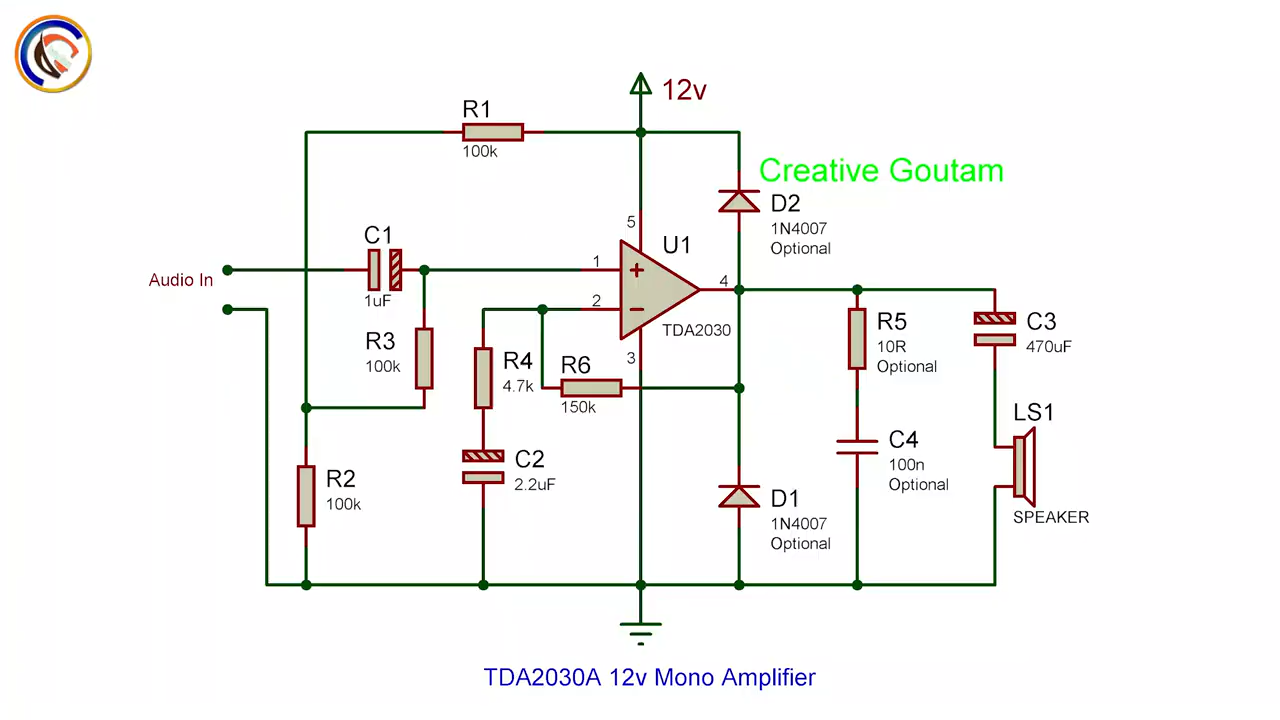 12v
R1
100k
Creative Goutam
D2
1N4007
Optional
5
C1
U1
1
4
Audio In
1uF
2
TDA2030
R3
100k
3
R4
4.7k
R6
150k
R5
10R
Optional
C3
470uF
LS1
C4
100n
Optional
C2
2.2uF
R2
100k
D1
1N4007
Optional
SPEAKER
TDA2030A 12v Mono Amplifier